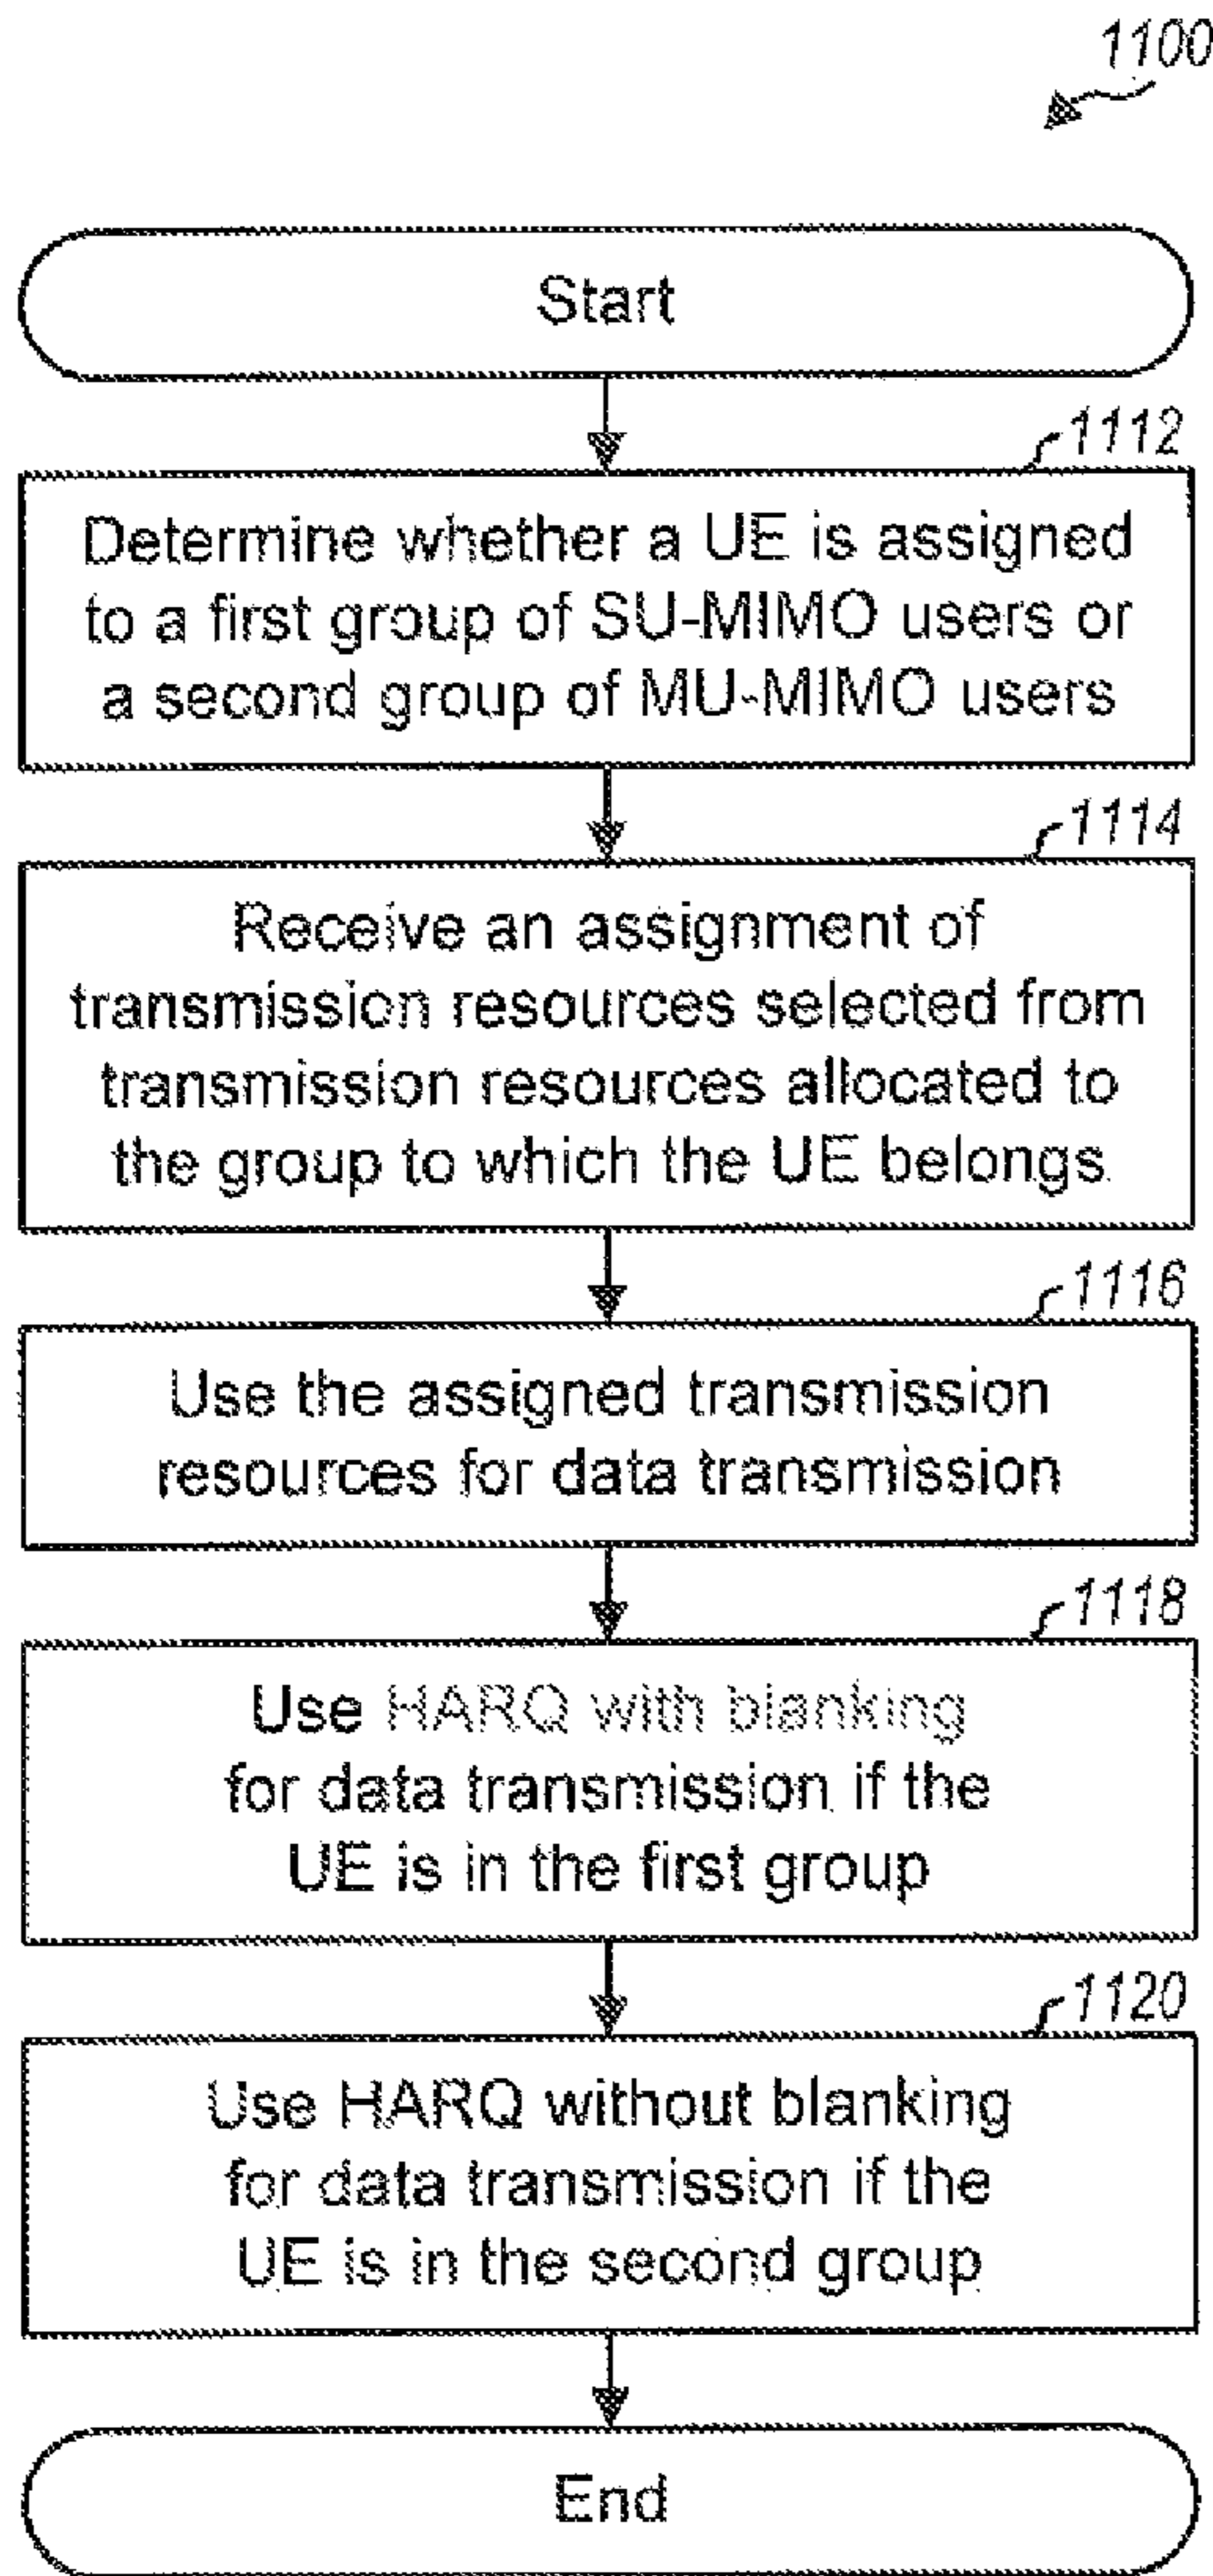 1100
Start
1112
Determine whether a UE is assigned
to a first group of SU-MIMO users or
a second group of MU-MIMO users
1114
Receive an assignment of
transmission resources selected from
transmission resources allocated to
the group to which the UE belongs
1116
Use the assigned transmission
resources for data transmission
1118
Use HARQ with blanking
for data transmission if the
UE is in the first group
1120
Use HARQ without blanking
for data transmission if the
UE is in the second group
End